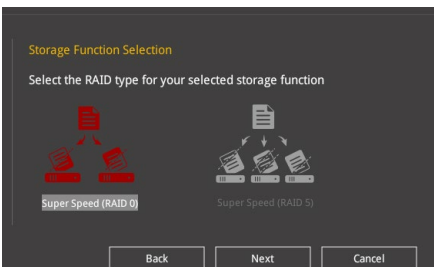 Storage Function Selection
Select the RAID type for your selected storage function
Super Speed (RAID 0)
Super Speed (RAID 5)
Back
Next
Cancel